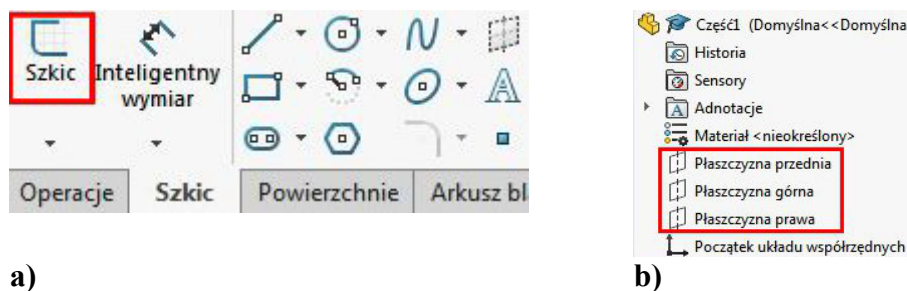 Szkic
Inteligentny
wymiar
Operacje
Szkic
Powierzchnie
Arkusz
a)
Część1 (Domyślna<<Domyślna
Historia
Sensory
Adnotacje
Materiał <nieokreślony>
Płaszczyzna przednia
Płaszczyzna górna
Płaszczyzna prawa
Początek układu współrzędnych
b)